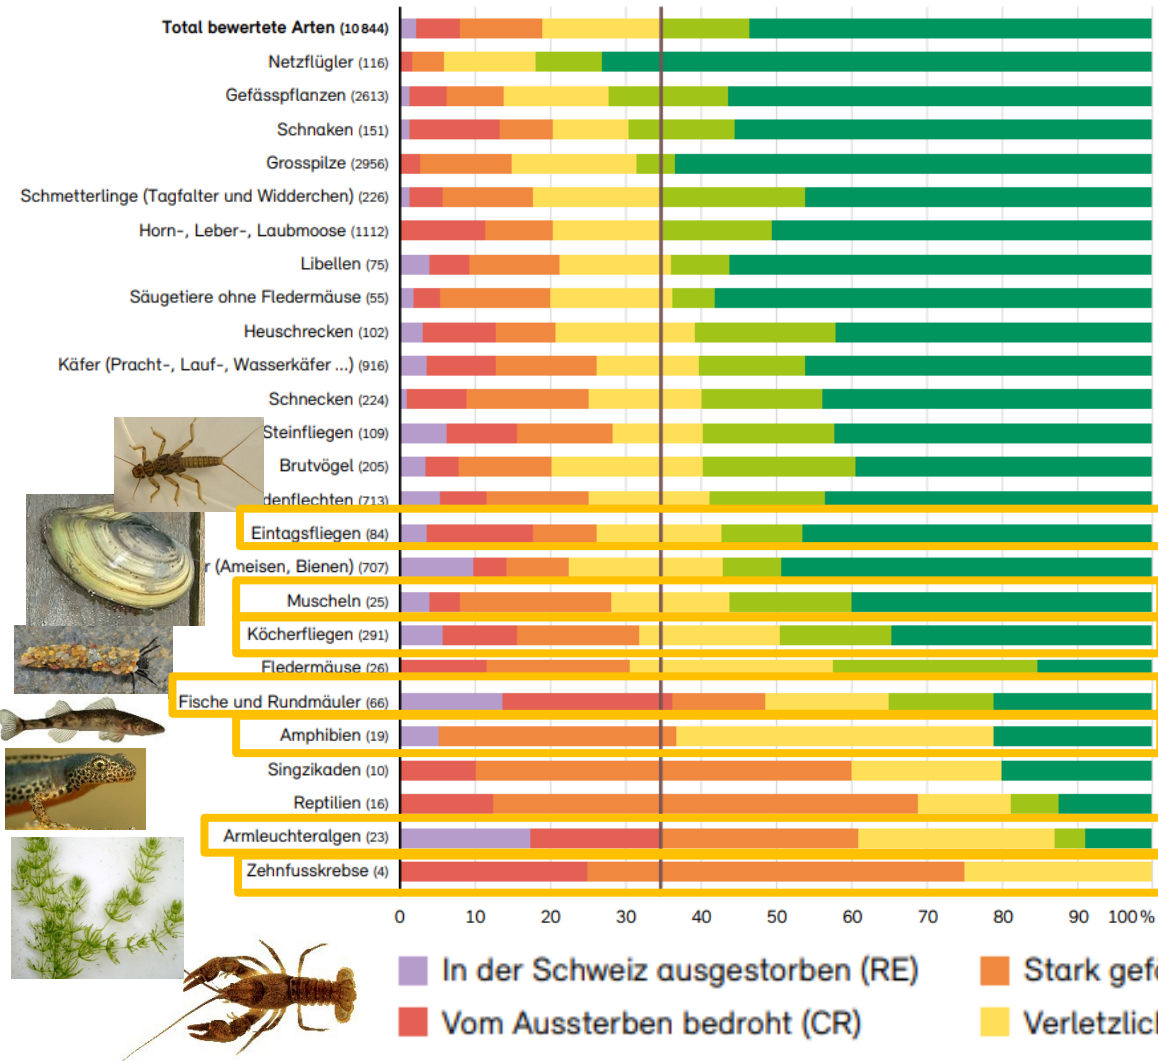 Total bewertete Arten (10844)
Netzflügler (116)
Gefässpflanzen (2613)
Schnaken (151)
Grosspilze (2956)
Schmetterlinge (Tagfalter und Widderchen) (226)
Horn-, Leber-, Laubmoose (1112)
Libellen (75)
Säugetiere ohne Fledermäuse (55)
Heuschrecken (102)
Käfer (Pracht-, Lauf-, Wasserkäfer ...) (916)
Schnecken (224)
Steinfliegen (109)
Brutvögel (205)
denflechten (713)
Eintagsfliegen (84)
r (Ameisen, Bienen) (707)
Muscheln (25)
Köcherfliegen (291)
Fledermäuse (26)
Fische und Rundmäuler (66)
Amphibien (19)
Singzikaden (10)
Reptilien (16)
Armleuchteralgen (23)
Zehnfusskrebse (4)
0 10 20 30 40 50 60 70 80 90 100 %
In der Schweiz ausgestorben (RE) Stark gef
Vom Aussterben bedroht (CR) Verletzlic